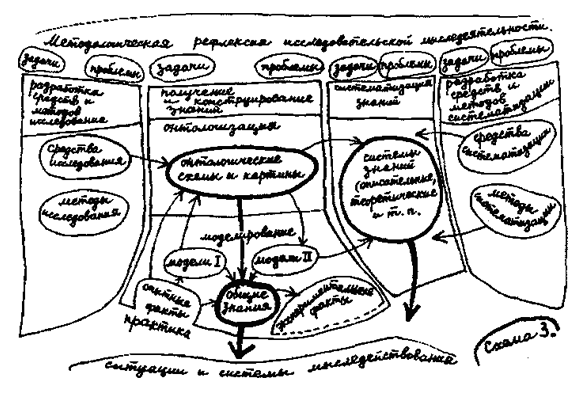 Методологическая рефлексия исследовательской мыследеятельности
задачи
проблемы
задачи
проблемы
задачи
проблемы
задачи
проблемы
разработка
средств и
методов
исследования
получение
и конструирование
знаний
систематизация
знаний
разработка
средств и
методов
систематизации
онтологизация
средства
исследования
онтологические
схемы и картины
системы
знаний
(описательные,
теоретические
и т.п.
средства
систематизации
методы
исследования
методы
систематизации
моделирование
модели I
модели II
опытные
факты
практика
общие
знания
экспериментальные
факты
Схема 3.
ситуации и системы мыследействования